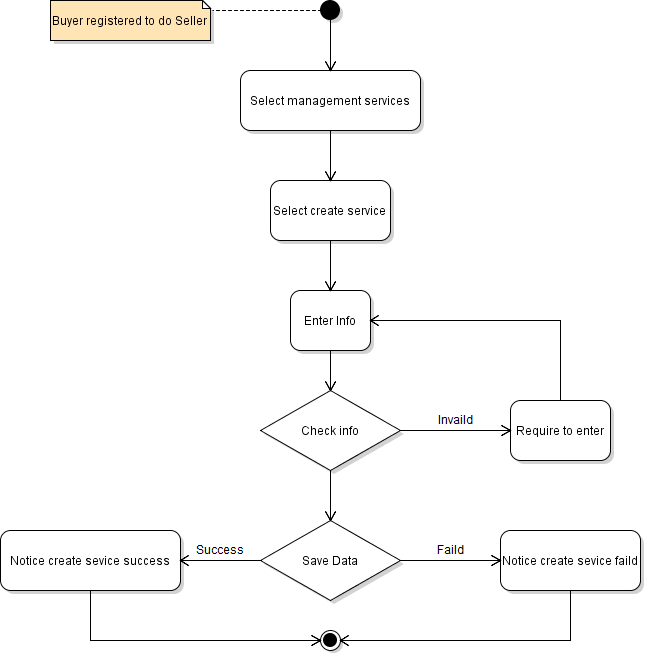 Buyer registered to do Seller
Select management services
Select create service
Enter Info
Check info
Invaild
Require to enter
Success
Save Data
Faild
Notice create sevice success
Notice create sevice faild